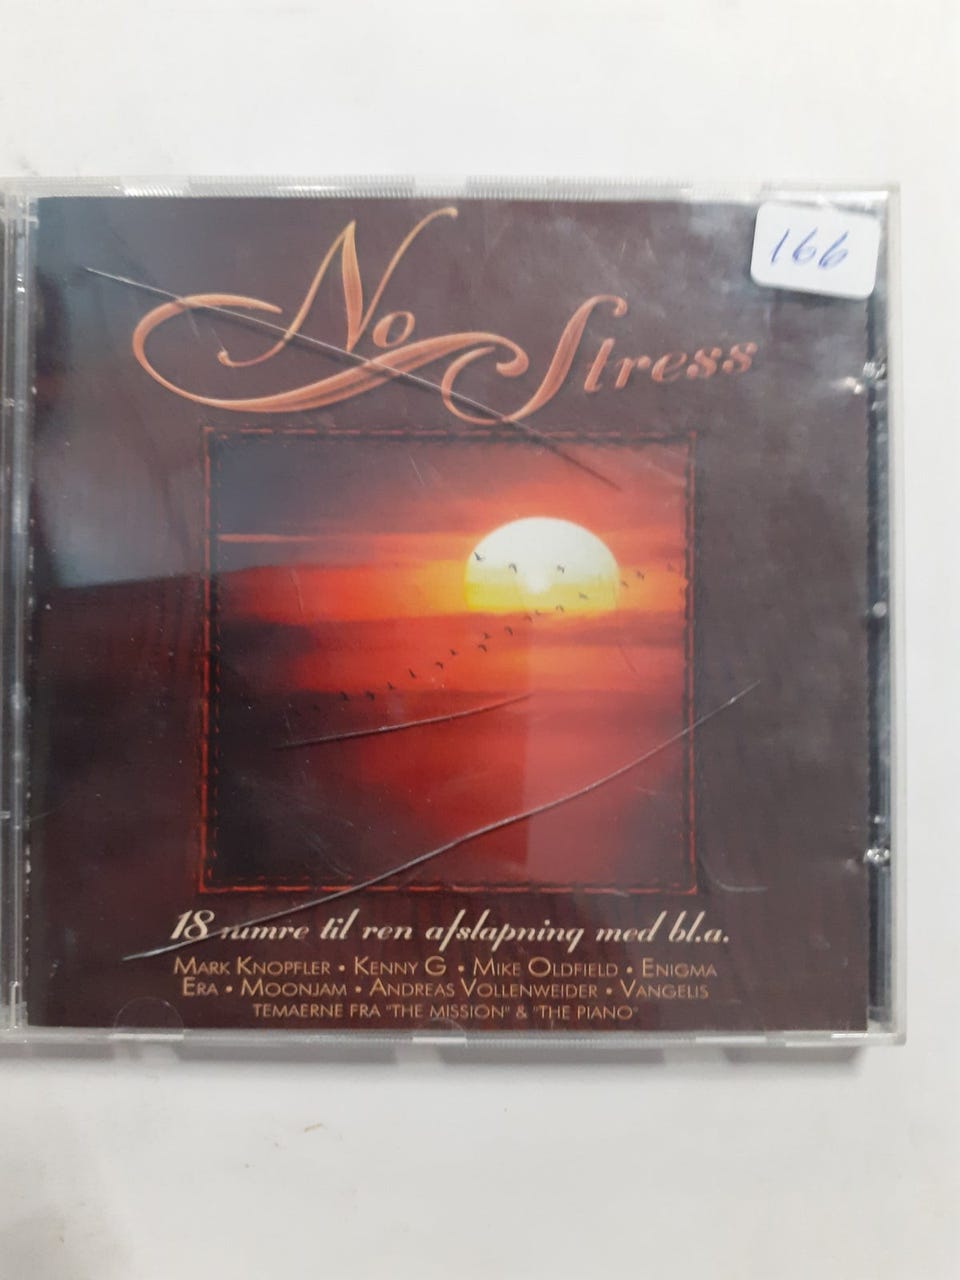 166
No Stress
18 numre til ren afslapning med bl.a.
MARK KNOPFLER • KENNY G • MIKE OLDFIELD • ENIGMA
ERA • MOONJAM • ANDREAS VOLLENWEIDER • VANGELIS
TEMAERNE FRA "THE MISSION" & "THE PIANO"